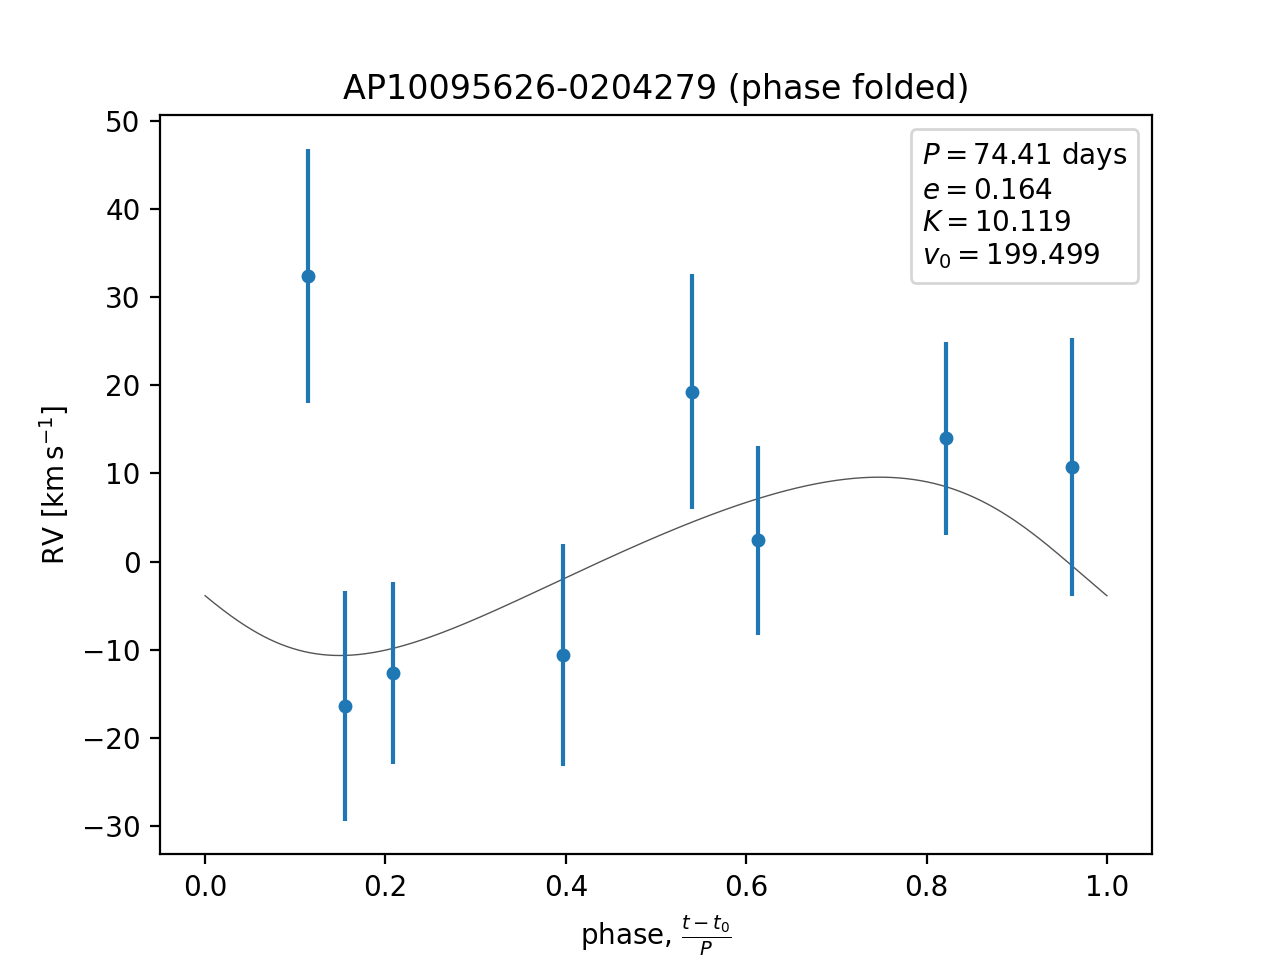 AP10095626-0204279 (phase folded)
P = 74.41 days
e = 0.164
K = 10.119
v₀ = 199.499
50
40
30
20
10
0
−10
−20
−30
RV [km s⁻¹]
0.0 0.2 0.4 0.6 0.8 1.0
phase, (t − t₀)/P